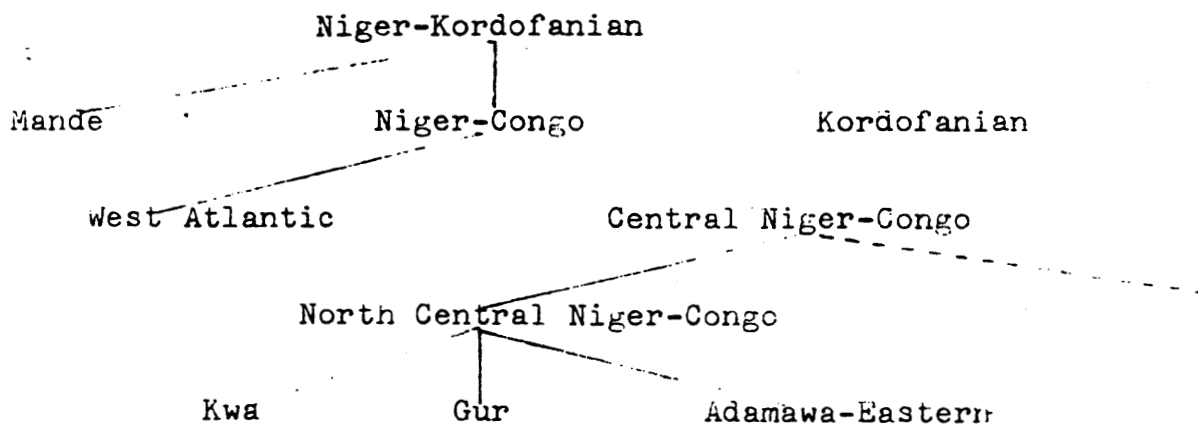 Niger-Kordofanian
Mande Niger-Congo Kordofanian
West Atlantic Central Niger-Congo
North Central Niger-Congo
Kwa Gur Adamawa-Eastern